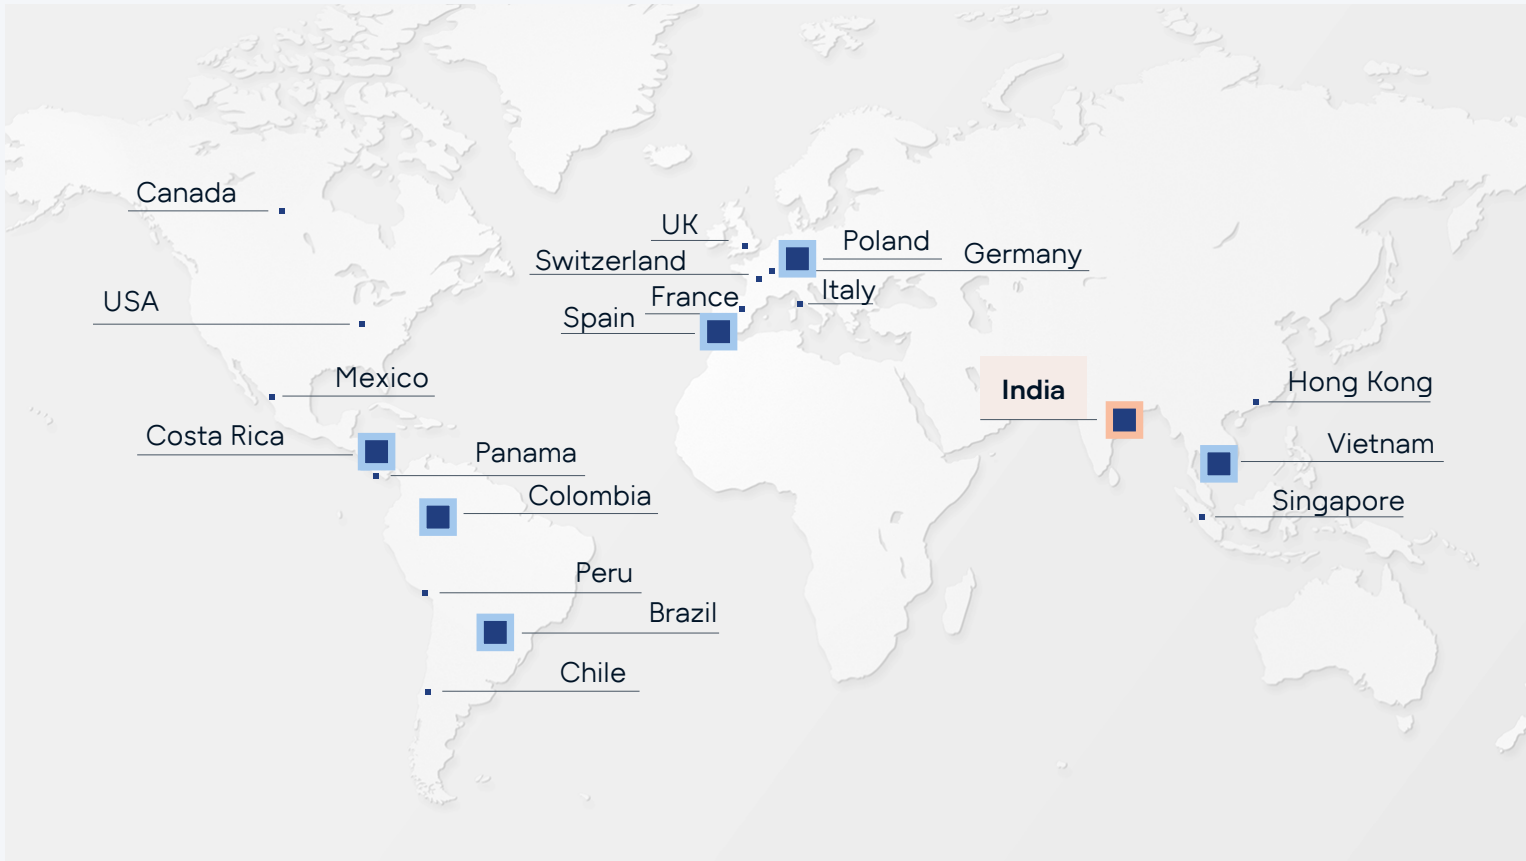 Canada
UK
Poland
Germany
Switzerland
Italy
France
USA
Spain
Mexico
India
Hong Kong
Costa Rica
Panama
Vietnam
Colombia
Singapore
Peru
Brazil
Chile